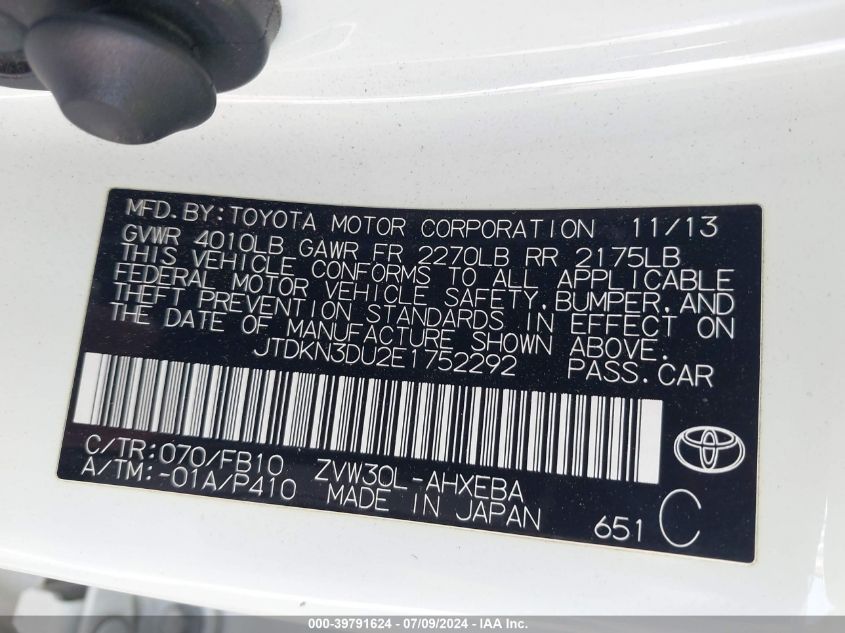 MFD.BY:TOYOTA MOTOR CORPORATION 11/13
GVWR 4010LB GAWR FR 2270LB RR 2175LB
THIS VEHICLE CONFORMS TO ALL APPLICABLE
FEDERAL MOTOR VEHICLE SAFETY,BUMPER,AND
THEFT PREVENTION STANDARDS IN EFFECT ON
THE DATE OF MANUFACTURE SHOWN ABOVE.
JTDKN3DU2E1752292 PASS.CAR
C/TR:070/FB10 ZVW30L-AHXEBA
A/TM:-01A/P410 MADE IN JAPAN
651 C
000-39791624 - 07/09/2024 - IAA Inc.